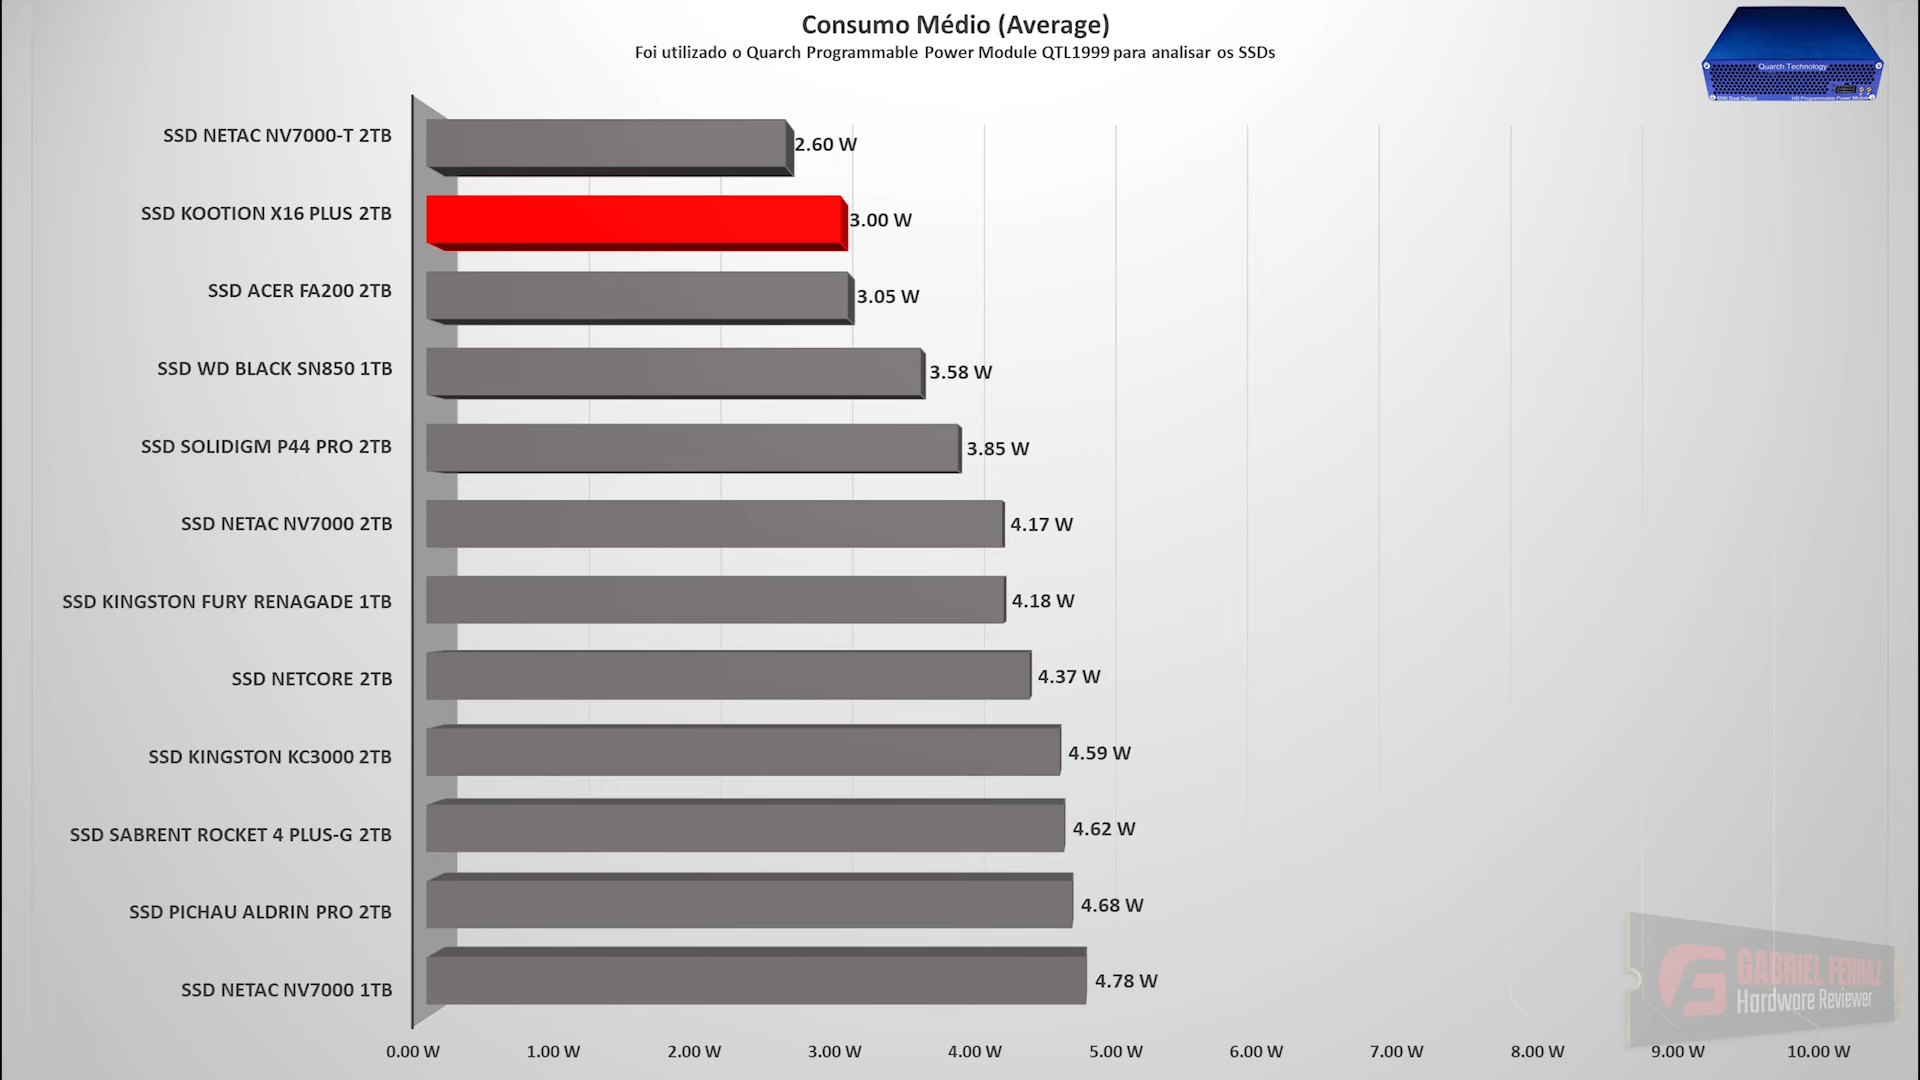 Consumo Médio (Average)
Foi utilizado o Quarch Programmable Power Module QTL1999 para analisar os SSDs
Quarch Technology
SSD NETAC NV7000-T 2TB
2.60 W
SSD KOOTION X16 PLUS 2TB
3.00 W
SSD ACER FA200 2TB
3.05 W
SSD WD BLACK SN850 1TB
3.58 W
SSD SOLIDIGM P44 PRO 2TB
3.85 W
SSD NETAC NV7000 2TB
4.17 W
SSD KINGSTON FURY RENAGADE 1TB
4.18 W
SSD NETCORE 2TB
4.37 W
SSD KINGSTON KC3000 2TB
4.59 W
SSD SABRENT ROCKET 4 PLUS-G 2TB
4.62 W
SSD PICHAU ALDRIN PRO 2TB
4.68 W
SSD NETAC NV7000 1TB
4.78 W
GABRIEL FERRAZ
Hardware Reviewer
0.00 W 1.00 W 2.00 W 3.00 W 4.00 W 5.00 W 6.00 W 7.00 W 8.00 W 9.00 W 10.00 W